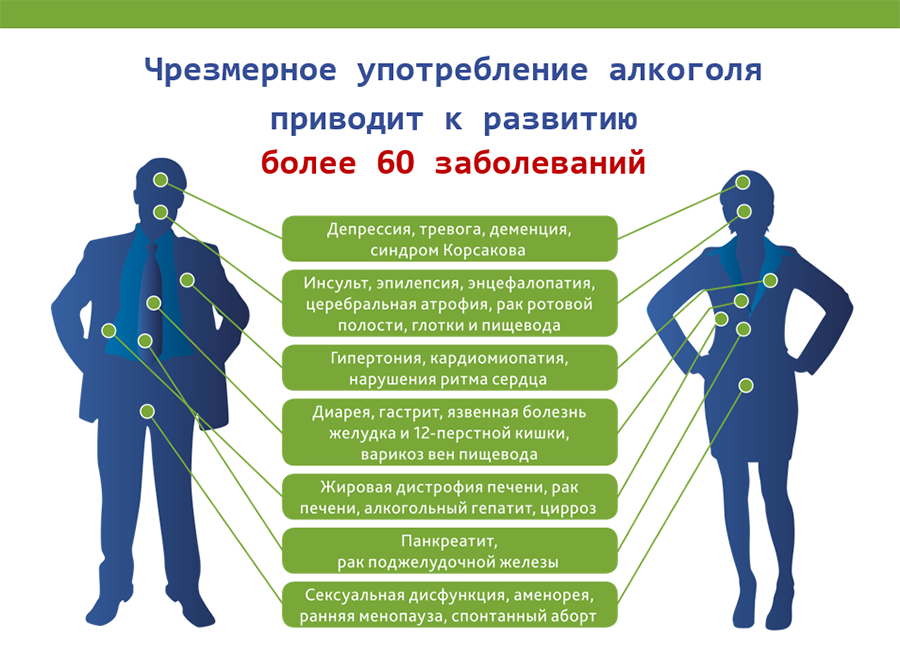 Чрезмерное употребление алкоголя
приводит к развитию
более 60 заболеваний
Депрессия, тревога, деменция,
синдром Корсакова
Инсульт, эпилепсия, энцефалопатия,
церебральная атрофия, рак ротовой
полости, глотки и пищевода
Гипертония, кардиомиопатия,
нарушения ритма сердца
Диарея, гастрит, язвенная болезнь
желудка и 12-перстной кишки,
варикоз вен пищевода
Жировая дистрофия печени, рак
печени, алкогольный гепатит, цирроз
Панкреатит,
рак поджелудочной железы
Сексуальная дисфункция, аменорея,
ранняя менопауза, спонтанный аборт